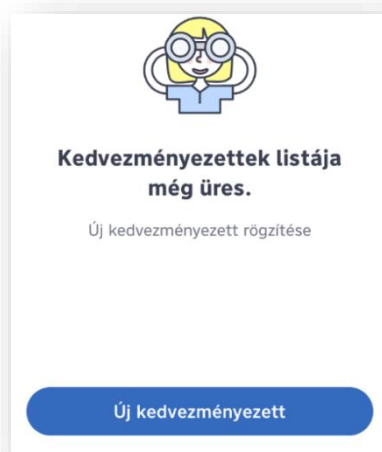 Kedvezményezettek listája
még üres.
Új kedvezményezett rögzítése
Új kedvezményezett